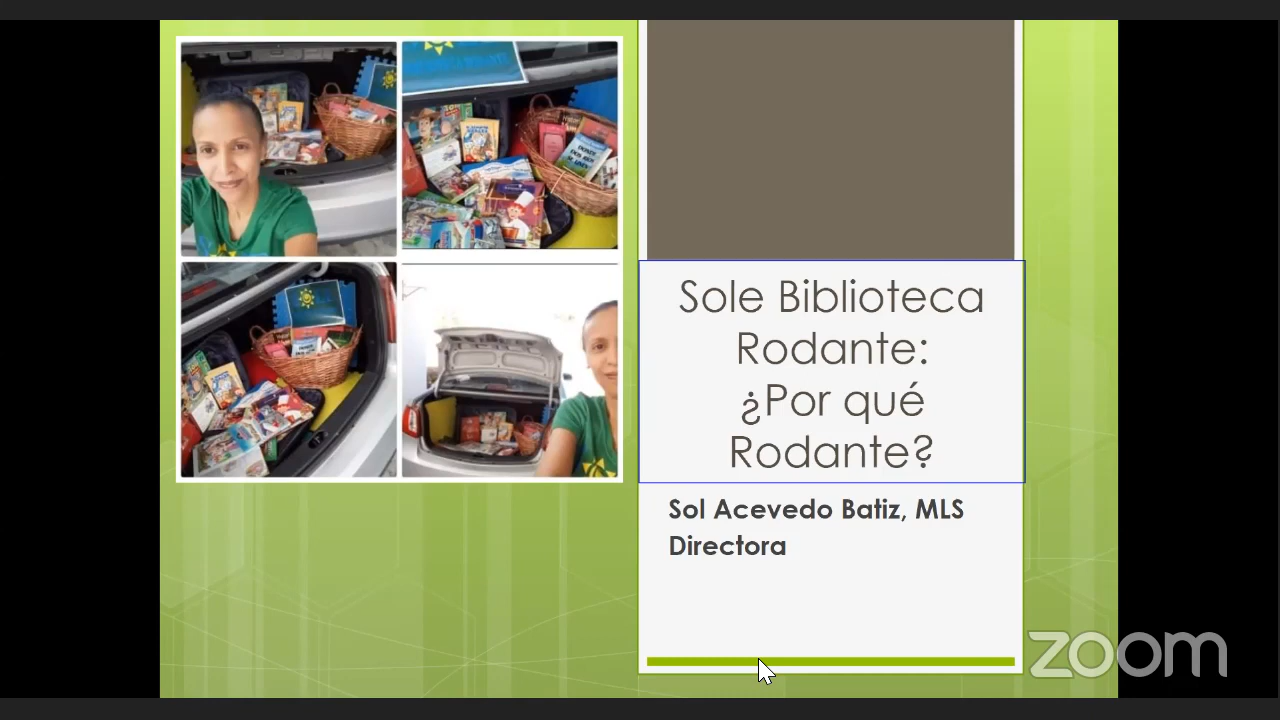 Sole Biblioteca
Rodante:
¿Por qué
Rodante?
Sol Acevedo Batiz, MLS
Directora
zoom